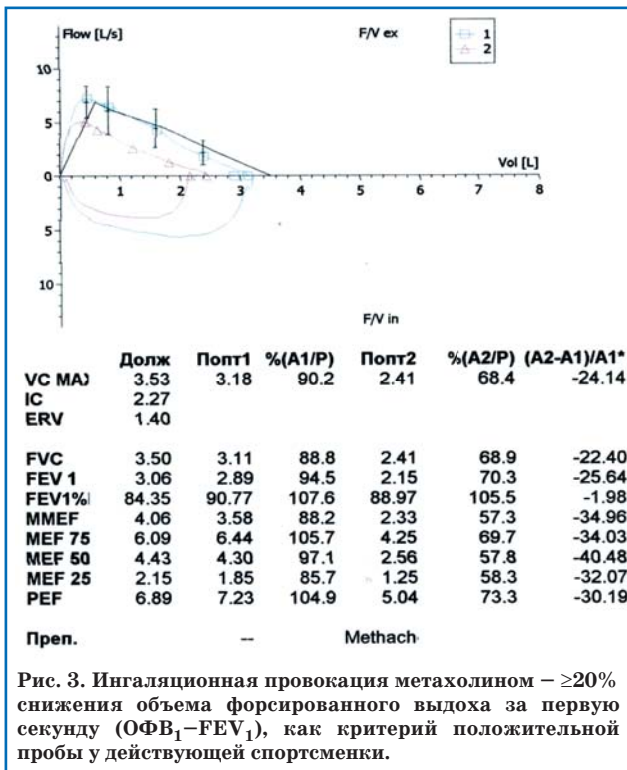 Flow [L/s] F/V ex 1
2
10
5
Vol [L]
0
1 2 3 4 5 6 7 8
5
10
F/V in
Долж Попт1 %(A1/P) Попт2 %(A2/P) (A2-A1)/A1*
VC MAX 3.53 3.18 90.2 2.41 68.4 -24.14
IC 2.27
ERV 1.40
FVC 3.50 3.11 88.8 2.41 68.9 -22.40
FEV 1 3.06 2.89 94.5 2.15 70.3 -25.64
FEV1% 84.35 90.77 107.6 88.97 105.5 -1.98
MMEF 4.06 3.58 88.2 2.33 57.3 -34.96
MEF 75 6.09 6.44 105.7 4.25 69.7 -34.03
MEF 50 4.43 4.30 97.1 2.56 57.8 -40.48
MEF 25 2.15 1.85 85.7 1.25 58.3 -32.07
PEF 6.89 7.23 104.9 5.04 73.3 -30.19
Преп. -- Methach
Рис. 3. Ингаляционная провокация метахолином – ≥20%
снижения объема форсированного выдоха за первую
секунду (ОФВ₁–FEV₁), как критерий положительной
пробы у действующей спортсменки.